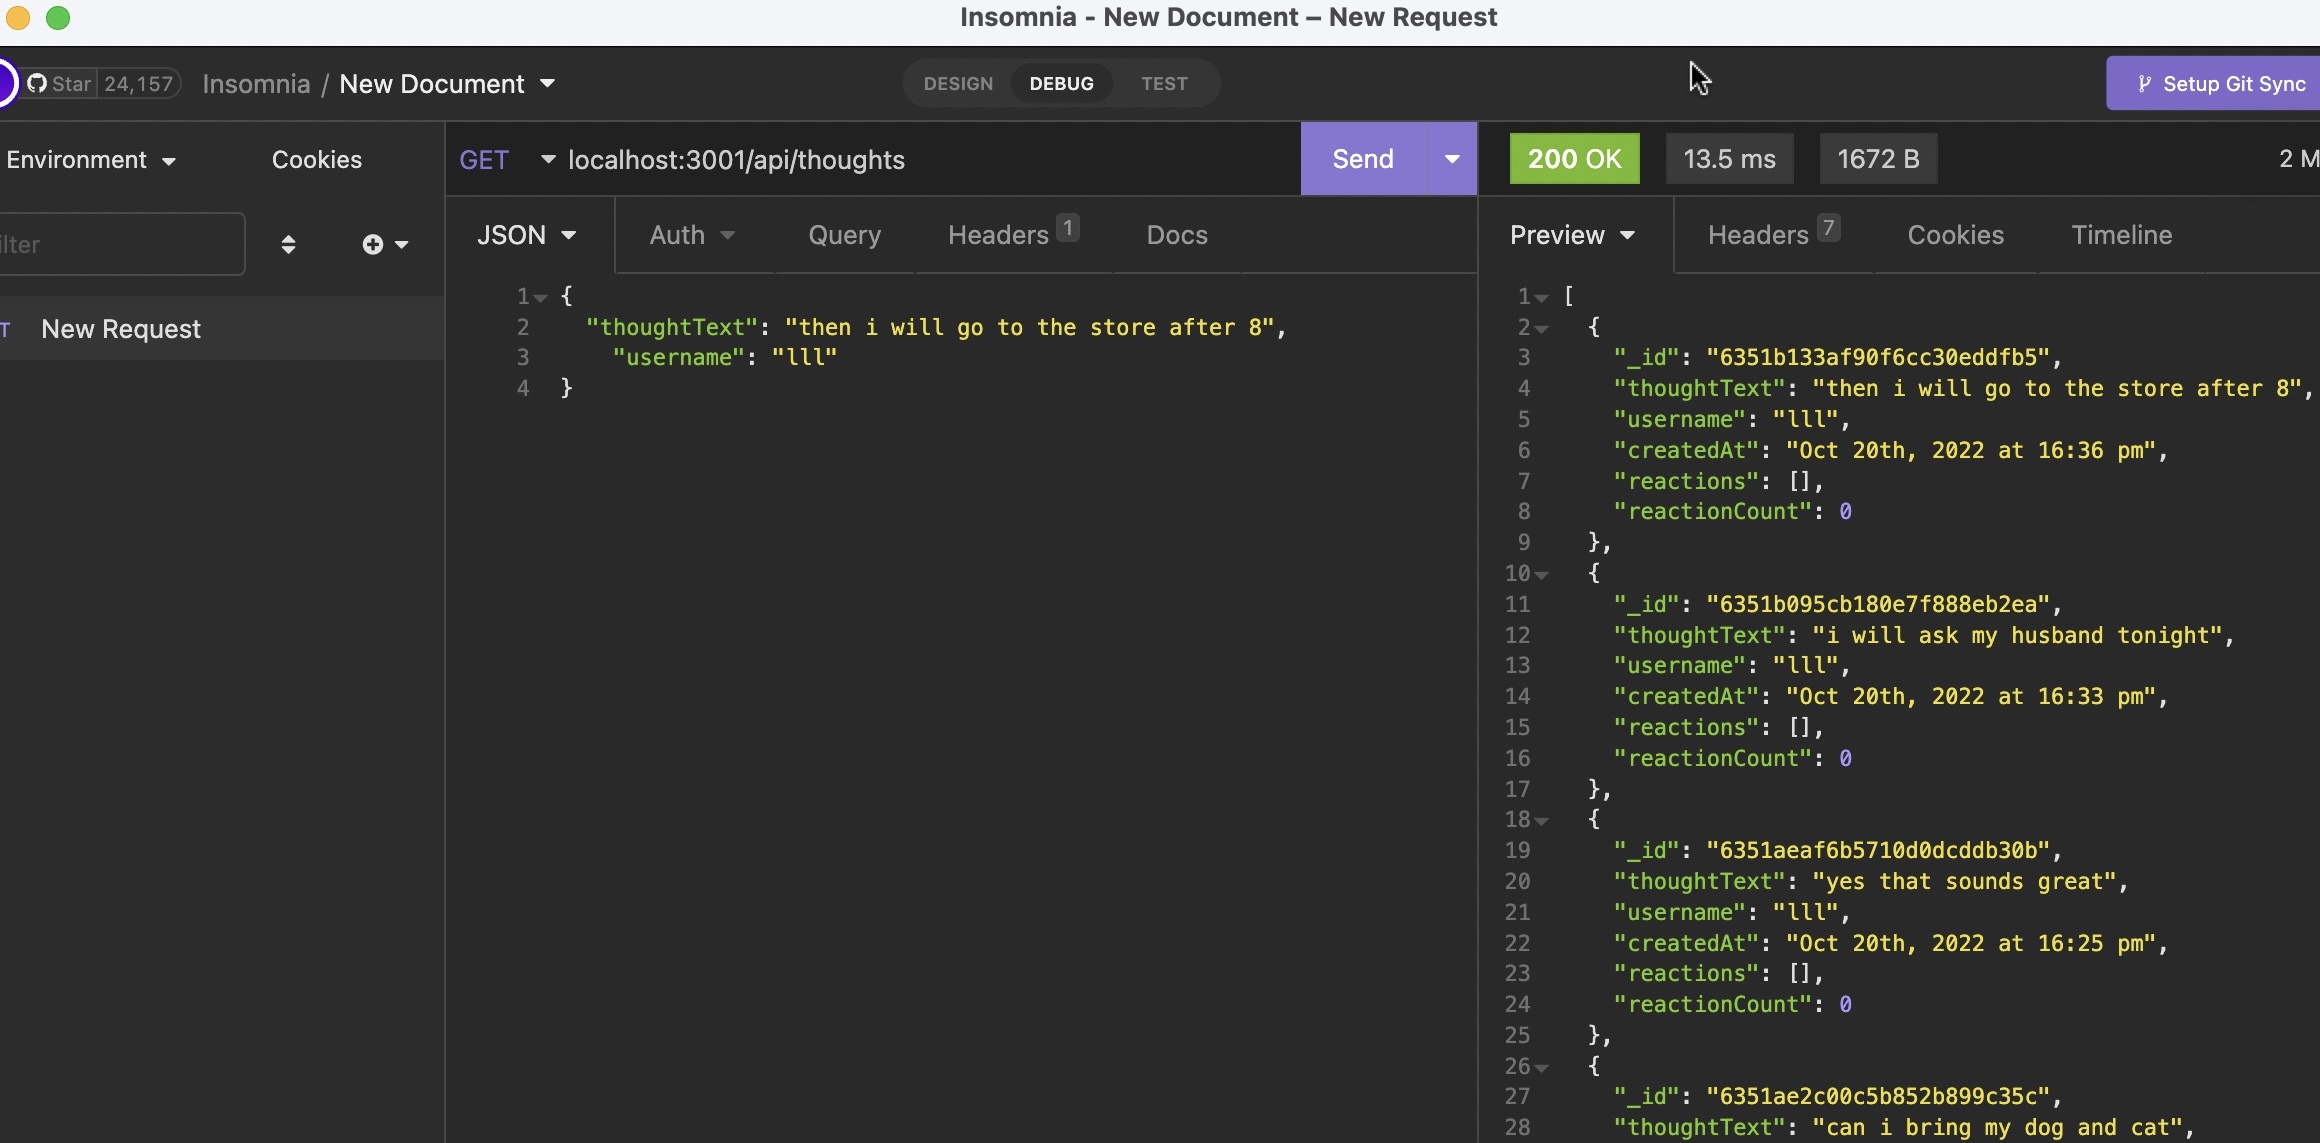 Insomnia - New Document – New Request
Star 24,157 Insomnia / New Document DESIGN DEBUG TEST Setup Git Sync
Environment Cookies
GET localhost:3001/api/thoughts Send
200 OK 13.5 ms 1672 B 2 M
JSON Auth Query Headers 1 Docs
Preview Headers 7 Cookies Timeline
ilter
T New Request
1 {
2 "thoughtText": "then i will go to the store after 8",
3 "username": "lll"
4 }
1 [
2 {
3 "_id": "6351b133af90f6cc30eddfb5",
4 "thoughtText": "then i will go to the store after 8",
5 "username": "lll",
6 "createdAt": "Oct 20th, 2022 at 16:36 pm",
7 "reactions": [],
8 "reactionCount": 0
9 },
10 {
11 "_id": "6351b095cb180e7f888eb2ea",
12 "thoughtText": "i will ask my husband tonight",
13 "username": "lll",
14 "createdAt": "Oct 20th, 2022 at 16:33 pm",
15 "reactions": [],
16 "reactionCount": 0
17 },
18 {
19 "_id": "6351aeaf6b5710d0dcddb30b",
20 "thoughtText": "yes that sounds great",
21 "username": "lll",
22 "createdAt": "Oct 20th, 2022 at 16:25 pm",
23 "reactions": [],
24 "reactionCount": 0
25 },
26 {
27 "_id": "6351ae2c00c5b852b899c35c",
28 "thoughtText": "can i bring my dog and cat",